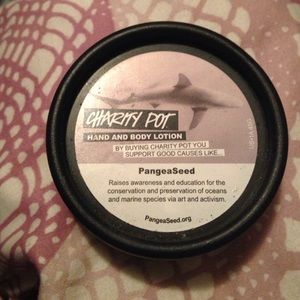 CHARITY POT
HAND AND BODY LOTION
BY BUYING CHARITY POT YOU
SUPPORT GOOD CAUSES LIKE...
PangeaSeed
Raises awareness and education for the
conservation and preservation of oceans
and marine species via art and activism.
PangeaSeed.org